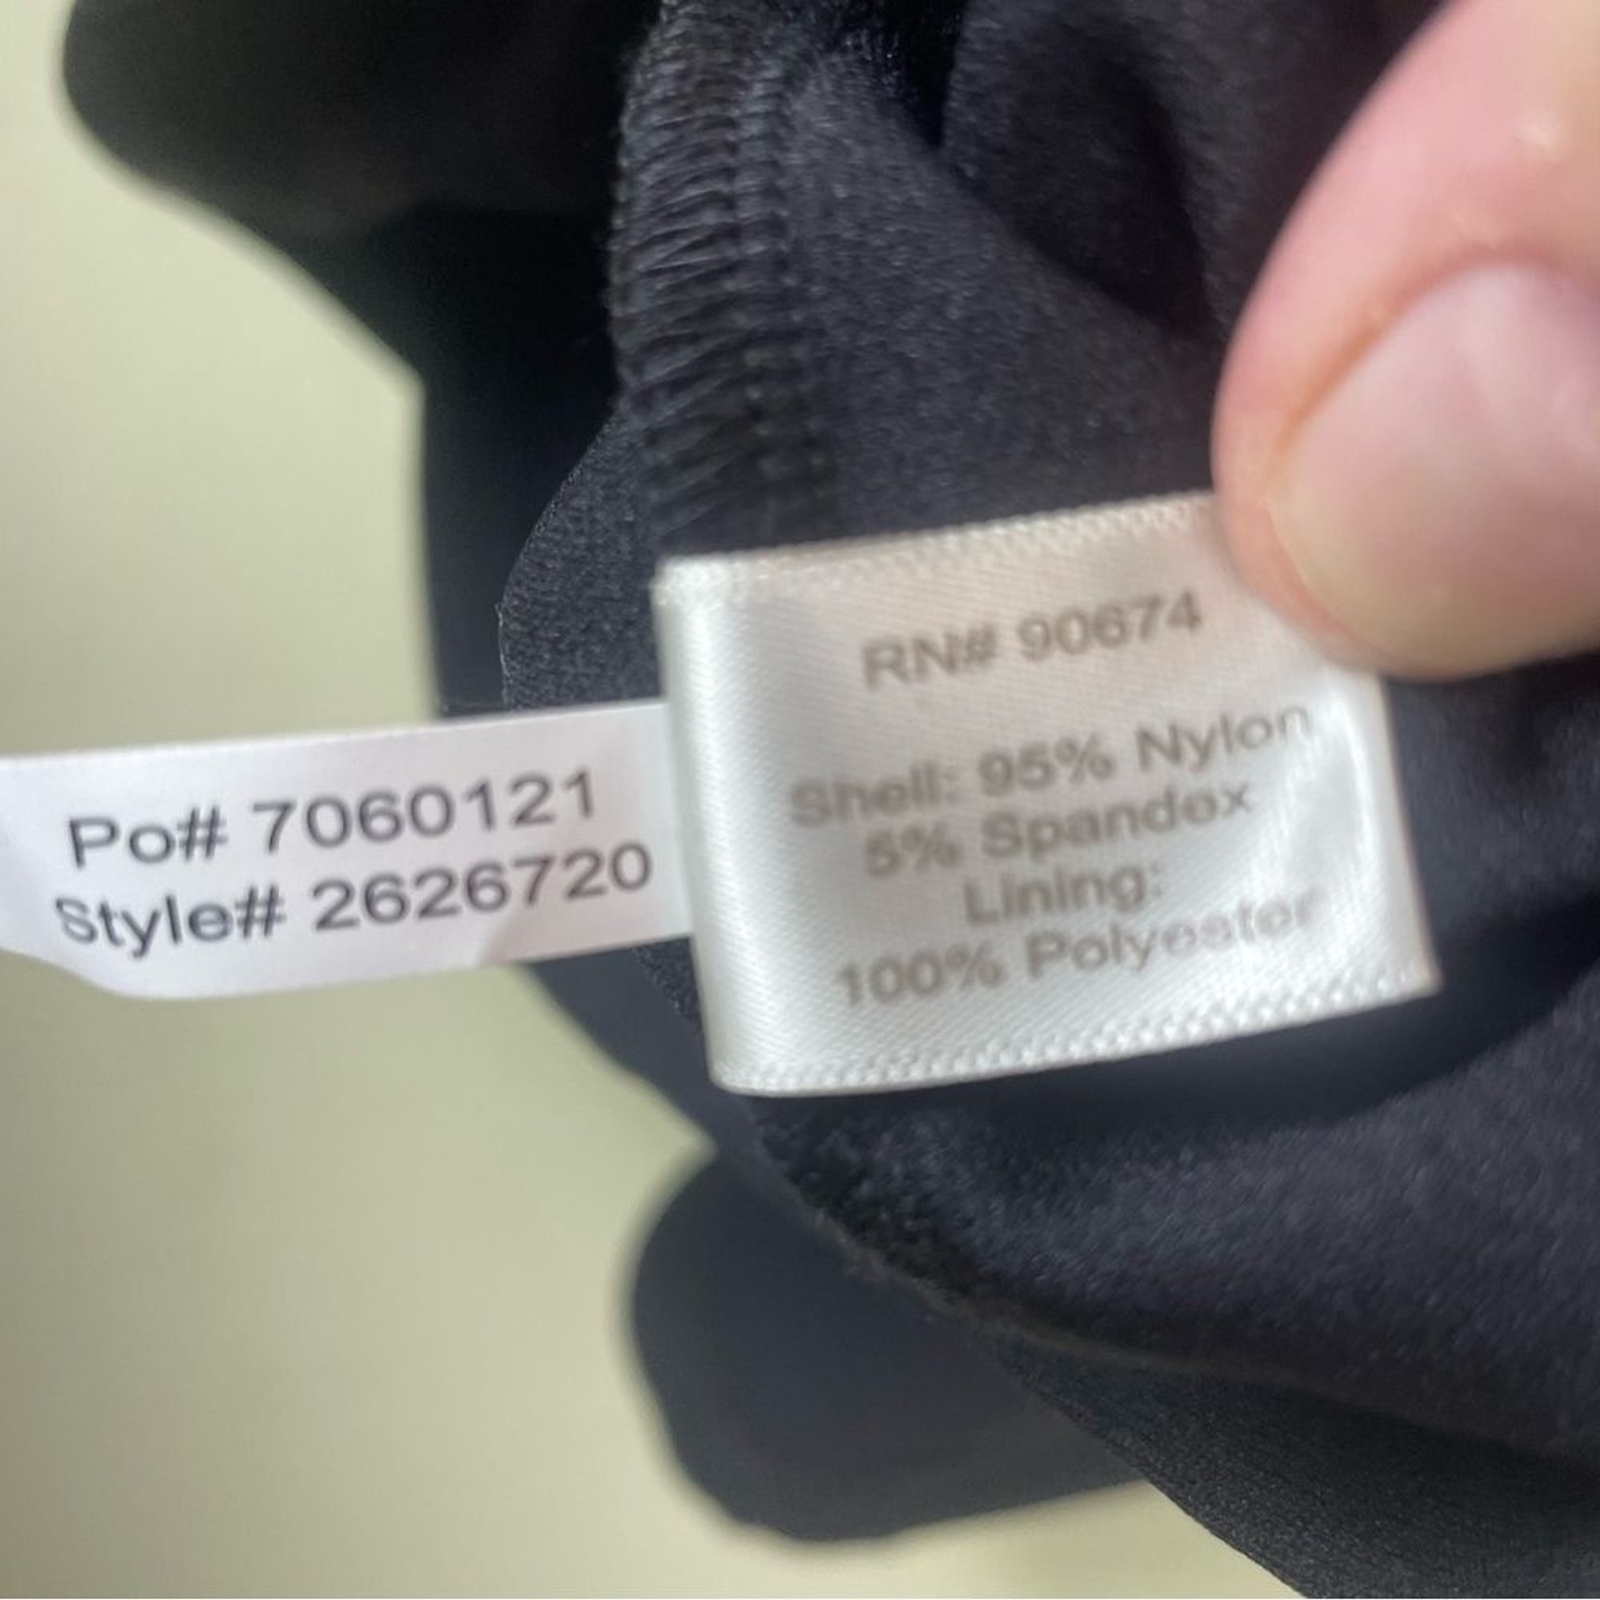 Po# 7060121
Style# 2626720
RN# 90674
Shell: 95% Nylon
5% Spandex
Lining:
100% Polyester